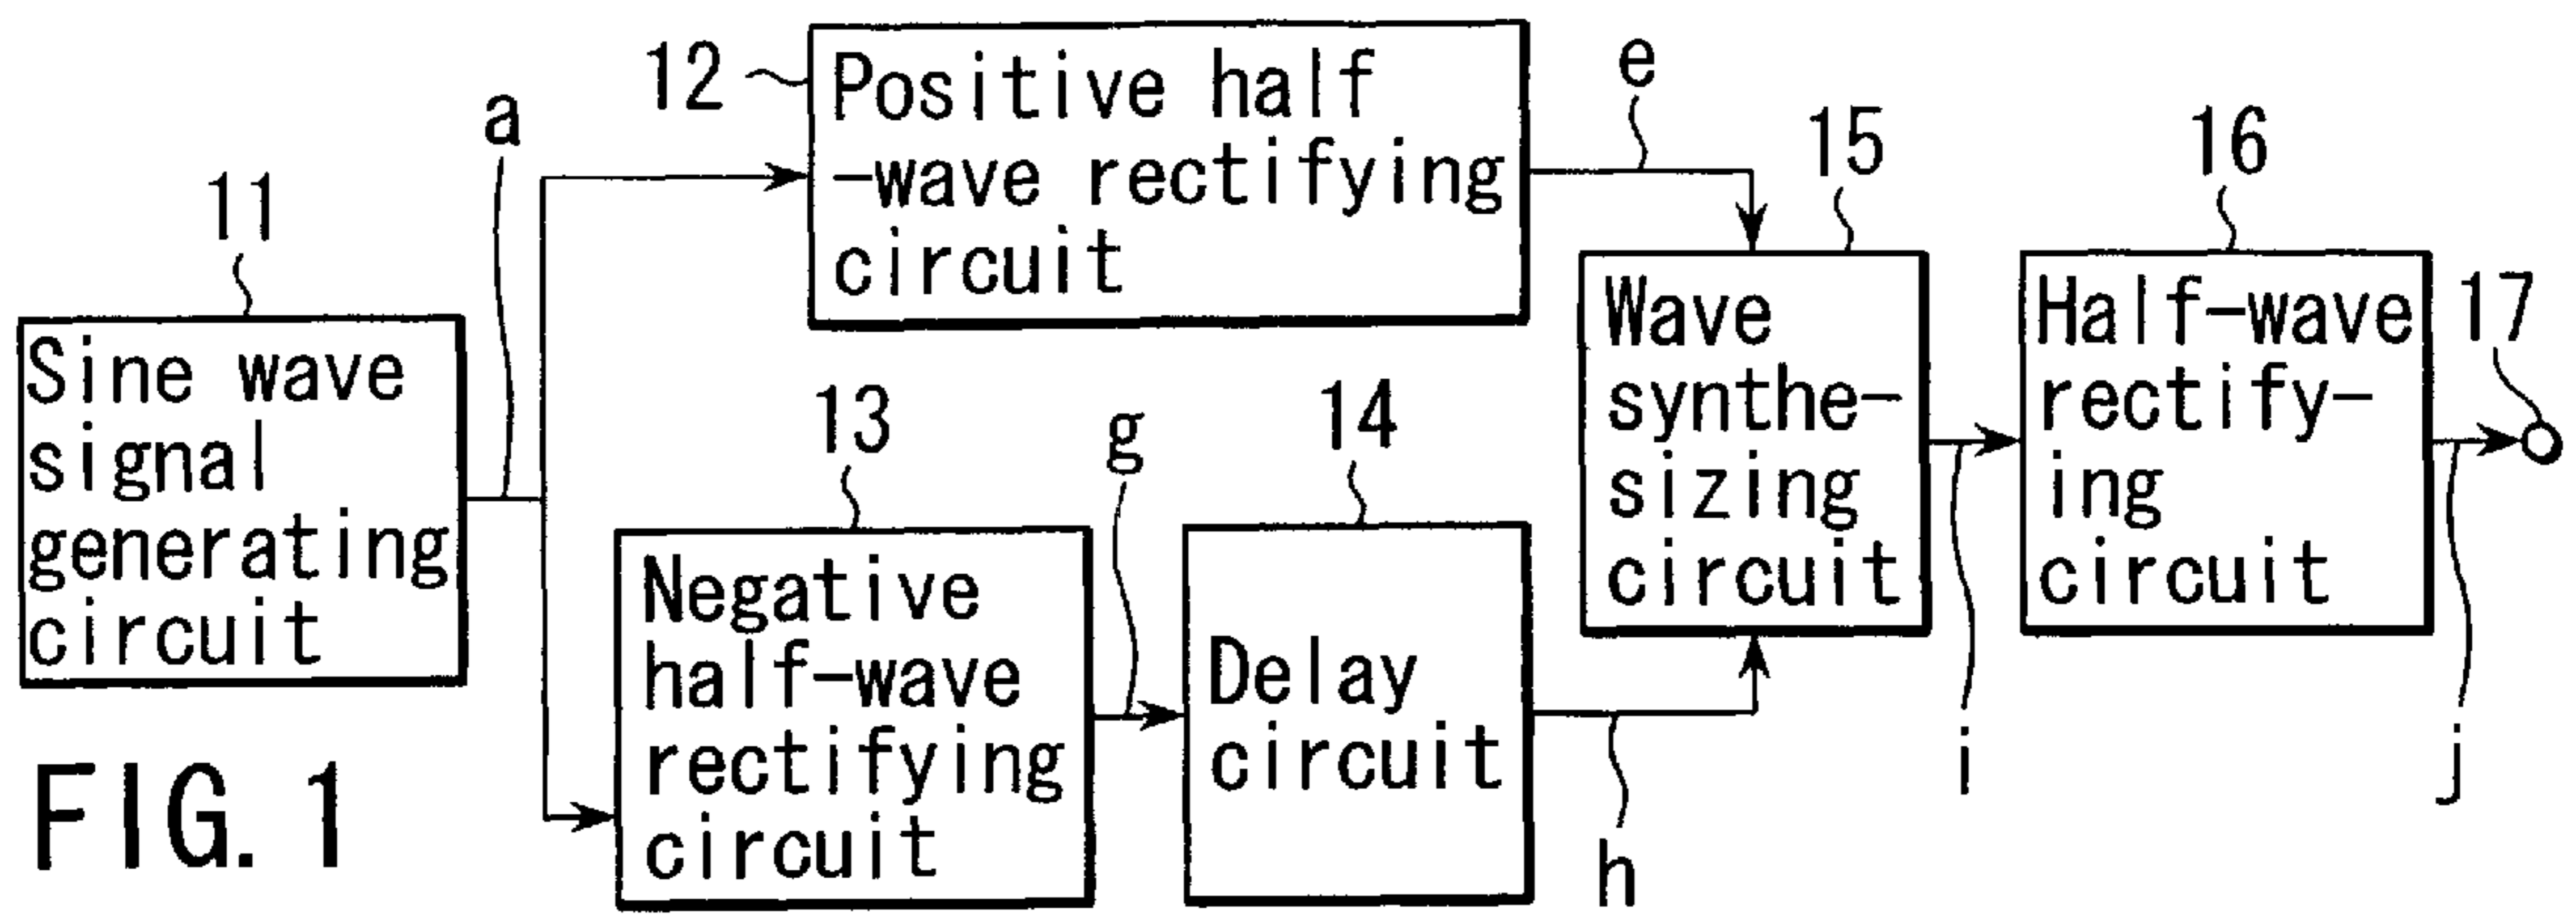 12
Positive half
-wave rectifying
circuit
e
a
11
Sine wave
signal
generating
circuit
15
Wave
synthe-
sizing
circuit
16
Half-wave
rectify-
ing
circuit
17
13
Negative
half-wave
rectifying
circuit
g
14
Delay
circuit
h
i
j
FIG. 1